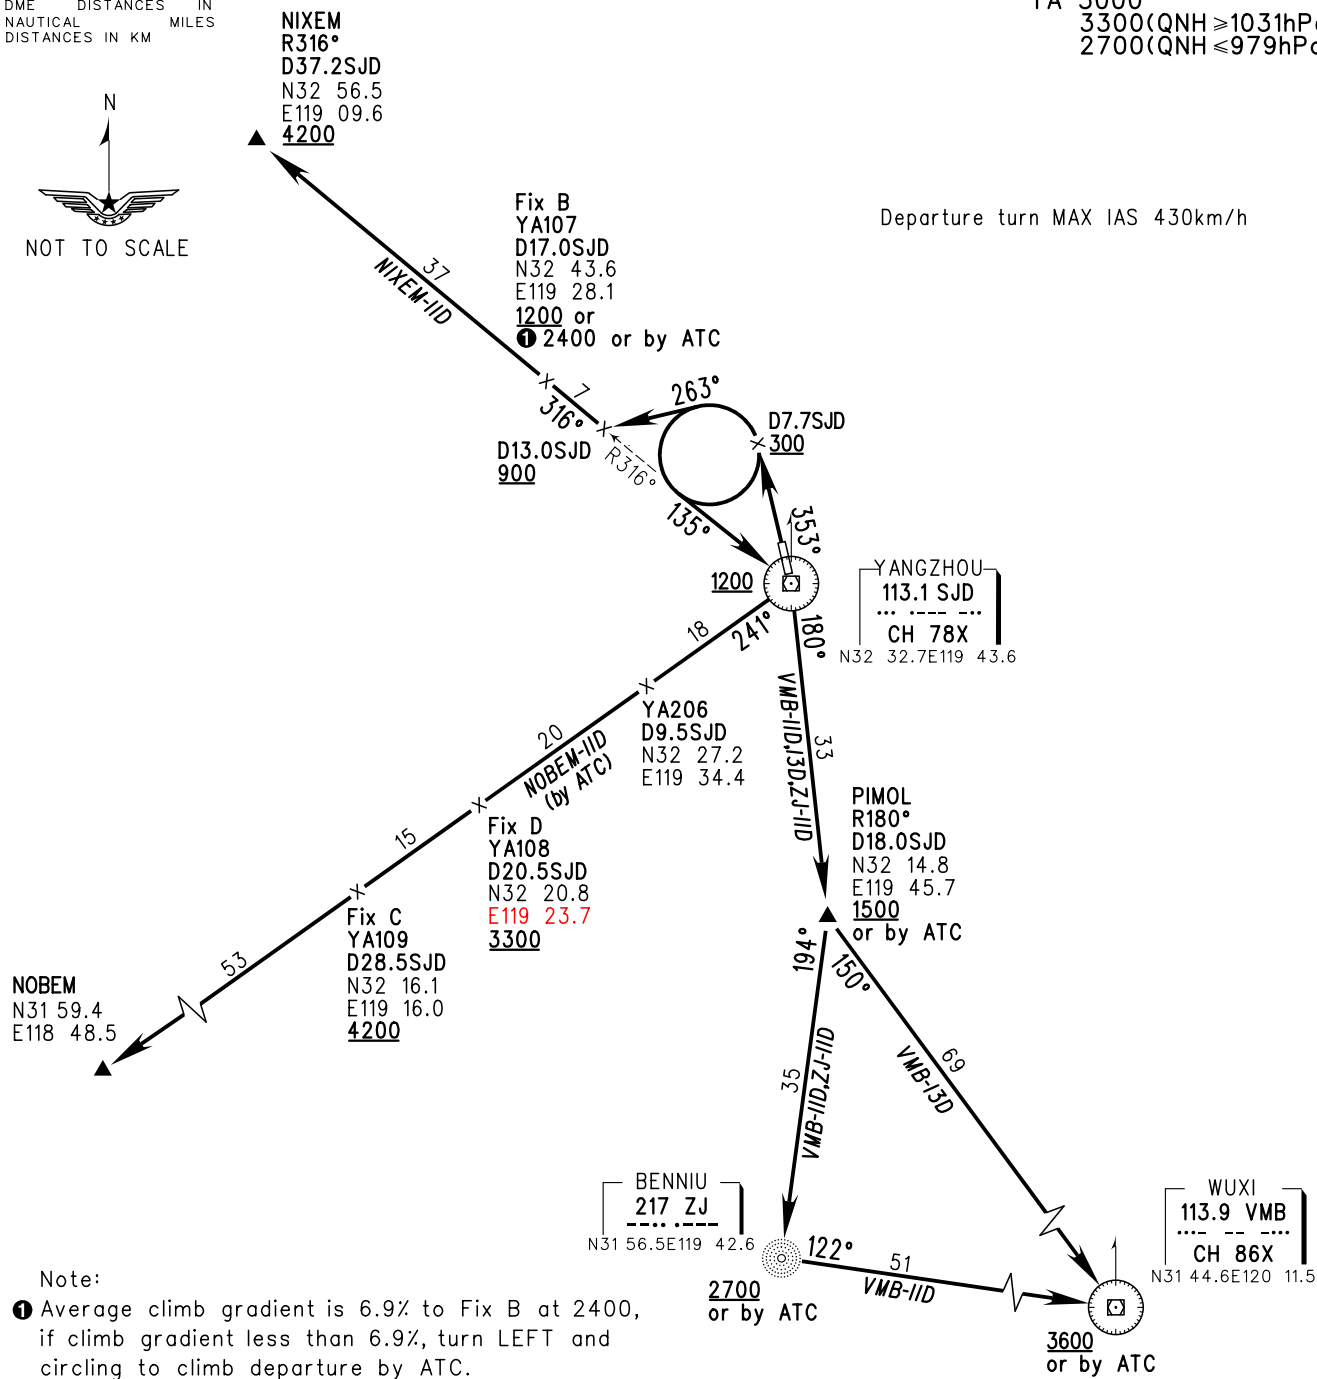 DME DISTANCES IN
NAUTICAL MILES
DISTANCES IN KM
TA 3000
3300(QNH ≥1031hPa
2700(QNH ≤979hPa
N
NOT TO SCALE
NIXEM
R316°
D37.2SJD
N32 56.5
E119 09.6
4200
Departure turn MAX IAS 430km/h
Fix B
YA107
D17.0SJD
N32 43.6
E119 28.1
1200 or
❶ 2400 or by ATC
37
NIXEM-11D
7
316°
263°
D7.7SJD
300
D13.0SJD
900
R316°
135°
353°
1200
YANGZHOU
113.1 SJD
··· ·--- -··
CH 78X
N32 32.7E119 43.6
18
241°
180°
YA206
D9.5SJD
N32 27.2
E119 34.4
VMB-11D,13D,ZJ-11D
33
20
NOBEM-11D
(by ATC)
PIMOL
R180°
D18.0SJD
N32 14.8
E119 45.7
1500
or by ATC
15
Fix D
YA108
D20.5SJD
N32 20.8
E119 23.7
3300
Fix C
YA109
D28.5SJD
N32 16.1
E119 16.0
4200
53
NOBEM
N31 59.4
E118 48.5
194°
150°
35
VMB-11D,ZJ-11D
69
VMB-13D
BENNIU
217 ZJ
--·· ·---
N31 56.5E119 42.6
WUXI
113.9 VMB
···- -- -···
CH 86X
N31 44.6E120 11.5
122°
51
VMB-11D
2700
or by ATC
3600
or by ATC
Note:
❶ Average climb gradient is 6.9% to Fix B at 2400,
if climb gradient less than 6.9%, turn LEFT and
circling to climb departure by ATC.